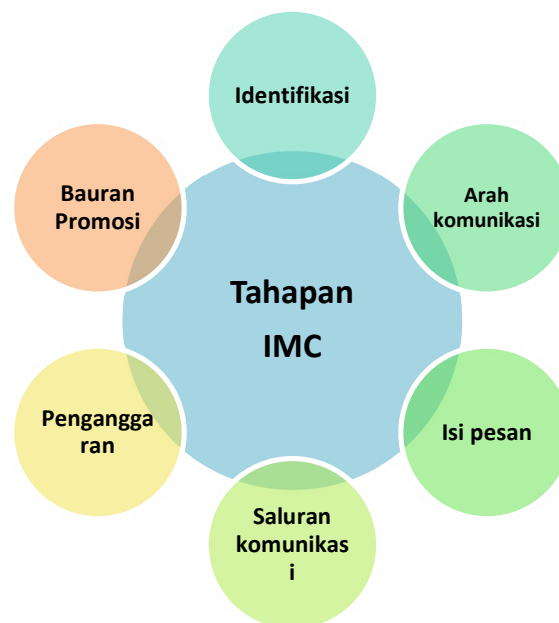 Identifikasi
Arah
komunikasi
Isi pesan
Saluran
komunikas
i
Pengangga
ran
Bauran
Promosi
Tahapan
IMC